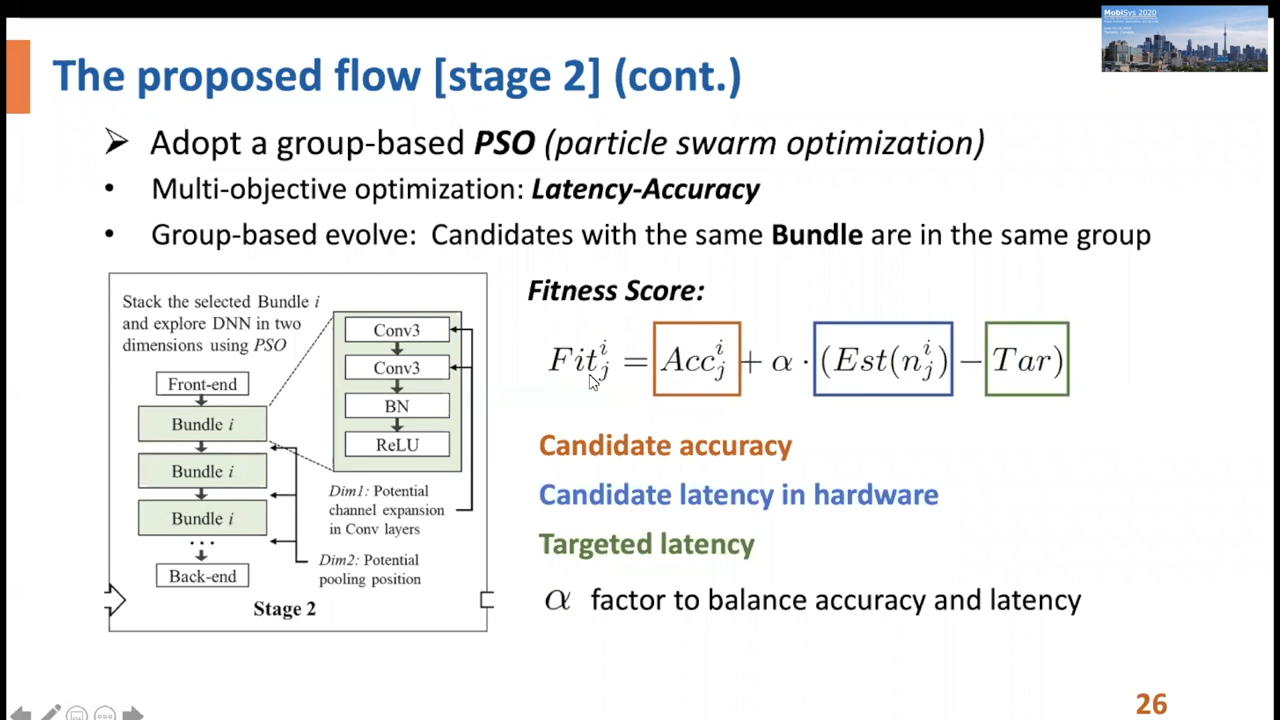 MobiSys 2020
The proposed flow [stage 2] (cont.)
➢ Adopt a group-based PSO (particle swarm optimization)
• Multi-objective optimization: Latency-Accuracy
• Group-based evolve: Candidates with the same Bundle are in the same group
Stack the selected Bundle i
and explore DNN in two
dimensions using PSO
Front-end
Bundle i
Bundle i
Bundle i
...
Back-end
Conv3
Conv3
BN
ReLU
Dim1: Potential
channel expansion
in Conv layers
Dim2: Potential
pooling position
Stage 2
Fitness Score:
Fit_j^i = Acc_j^i + α · (Est(n_j^i) − Tar)
Candidate accuracy
Candidate latency in hardware
Targeted latency
α factor to balance accuracy and latency
26